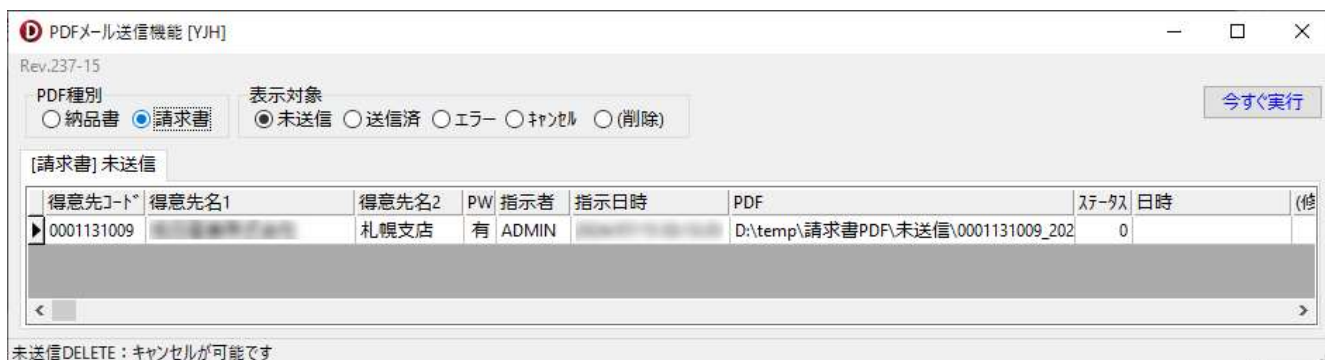 PDFメール送信機能 [YJH]
Rev.237-15
PDF種別
納品書 請求書
表示対象
未送信 送信済 エラー ｷｬﾝｾﾙ (削除)
今すぐ実行
[請求書] 未送信
得意先ｺｰﾄﾞ 得意先名1 得意先名2 PW 指示者 指示日時 PDF ｽﾃｰﾀｽ 日時 (修
0001131009 札幌支店 有 ADMIN D:\temp\請求書PDF\未送信\0001131009_202 0
未送信DELETE：キャンセルが可能です